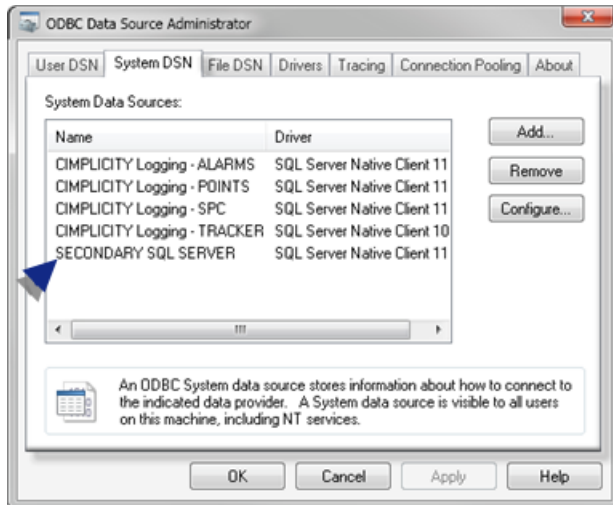 ODBC Data Source Administrator
User DSN System DSN File DSN Drivers Tracing Connection Pooling About
System Data Sources:
Name Driver
CIMPLICITY Logging - ALARMS SQL Server Native Client 11
CIMPLICITY Logging - POINTS SQL Server Native Client 11
CIMPLICITY Logging - SPC SQL Server Native Client 11
CIMPLICITY Logging - TRACKER SQL Server Native Client 10
SECONDARY SQL SERVER SQL Server Native Client 11
Add...
Remove
Configure...
An ODBC System data source stores information about how to connect to
the indicated data provider. A System data source is visible to all users
on this machine, including NT services.
OK Cancel Apply Help